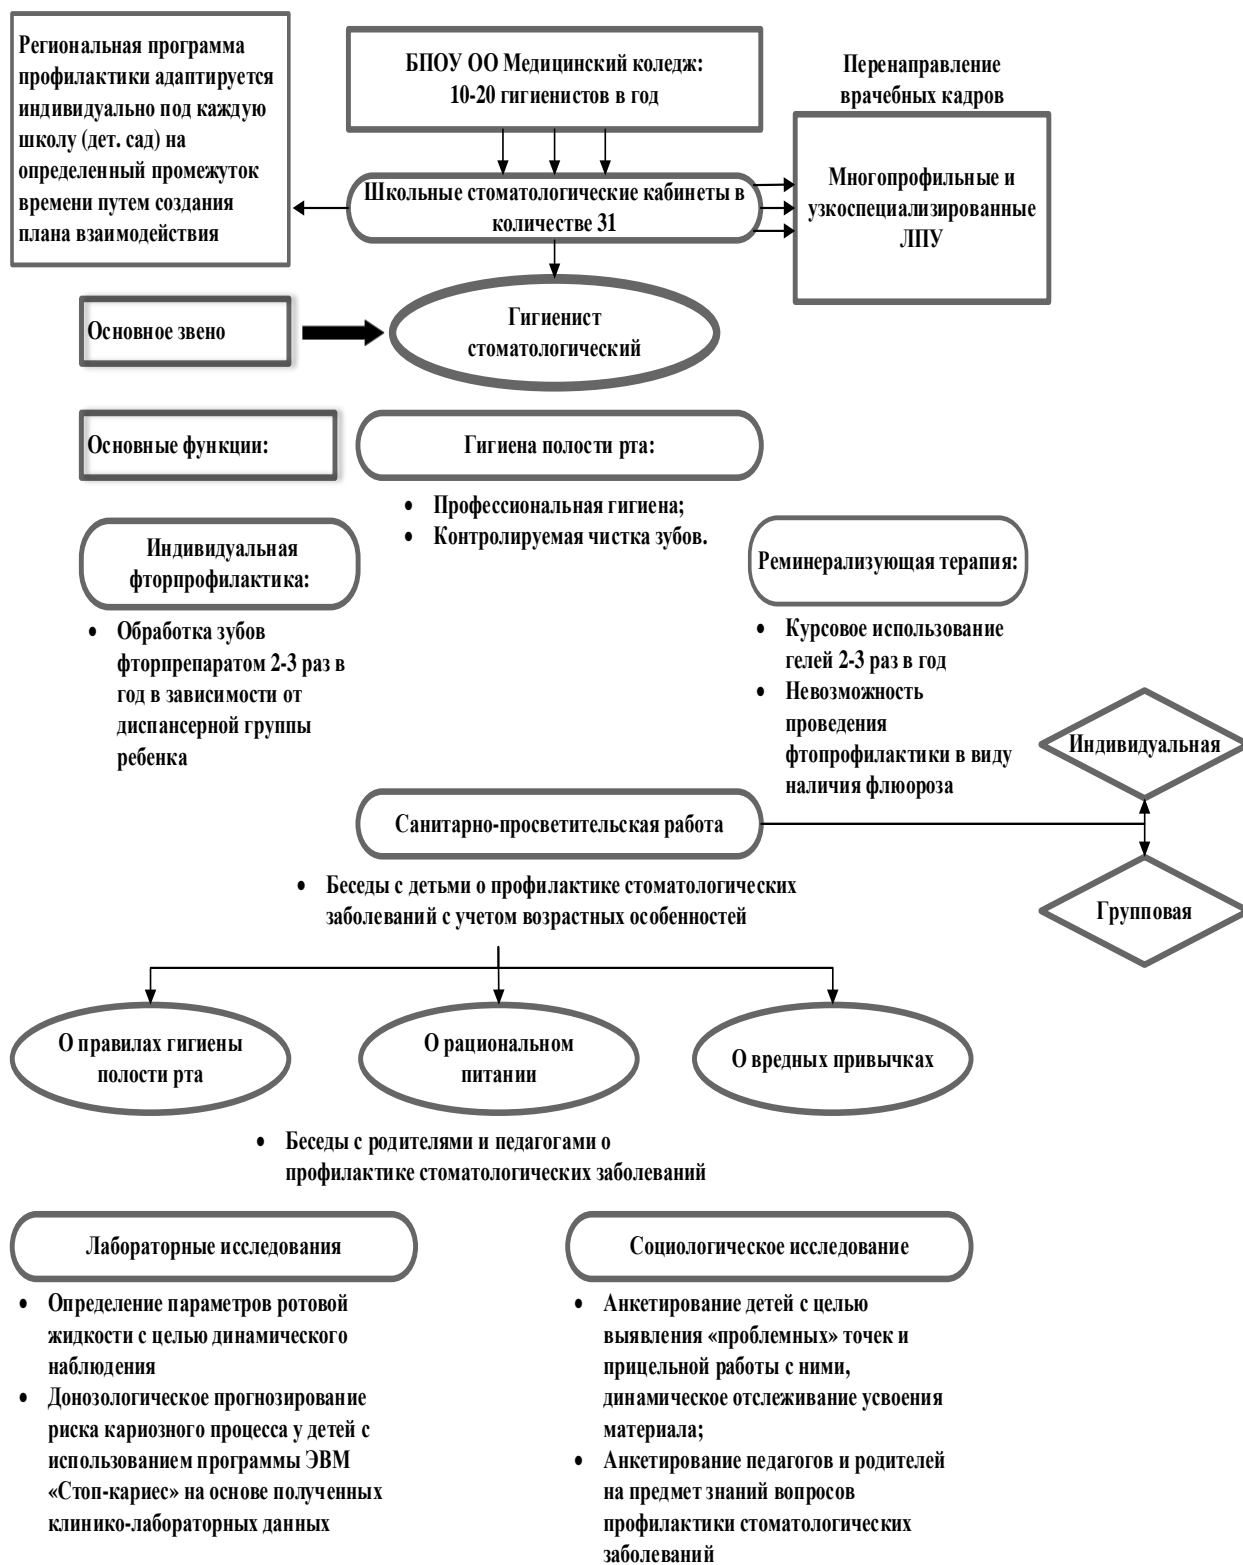 Региональная программа
профилактики адаптируется
индивидуально под каждую
школу (дет. сад) на
определенный промежуток
времени путем создания
плана взаимодействия
БПОУ ОО Медицинский коледж:
10-20 гигиенистов в год
Перенаправление
врачебных кадров
Школьные стоматологические кабинеты в
количестве 31
Многопрофильные и
узкоспециализированные
ЛПУ
Основное звено
Гигиенист
стоматологический
Основные функции:
Гигиена полости рта:
• Профессиональная гигиена;
• Контролируемая чистка зубов.
Индивидуальная
фторпрофилактика:
• Обработка зубов
фторпрепаратом 2-3 раз в
год в зависимости от
диспансерной группы
ребенка
Реминерализующая терапия:
• Курсовое использование
гелей 2-3 раз в год
• Невозможность
проведения
фтопрофилактики в виду
наличия флюороза
Индивидуальная
Санитарно-просветительская работа
Групповая
• Беседы с детьми о профилактике стоматологических
заболеваний с учетом возрастных особенностей
О правилах гигиены
полости рта
О рациональном
питании
О вредных привычках
• Беседы с родителями и педагогами о
профилактике стоматологических заболеваний
Лабораторные исследования
• Определение параметров ротовой
жидкости с целью динамического
наблюдения
• Донозологическое прогнозирование
риска кариозного процесса у детей с
использованием программы ЭВМ
«Стоп-кариес» на основе полученных
клинико-лабораторных данных
Социологическое исследование
• Анкетирование детей с целью
выявления «проблемных» точек и
прицельной работы с ними,
динамическое отслеживание усвоения
материала;
• Анкетирование педагогов и родителей
на предмет знаний вопросов
профилактики стоматологических
заболеваний